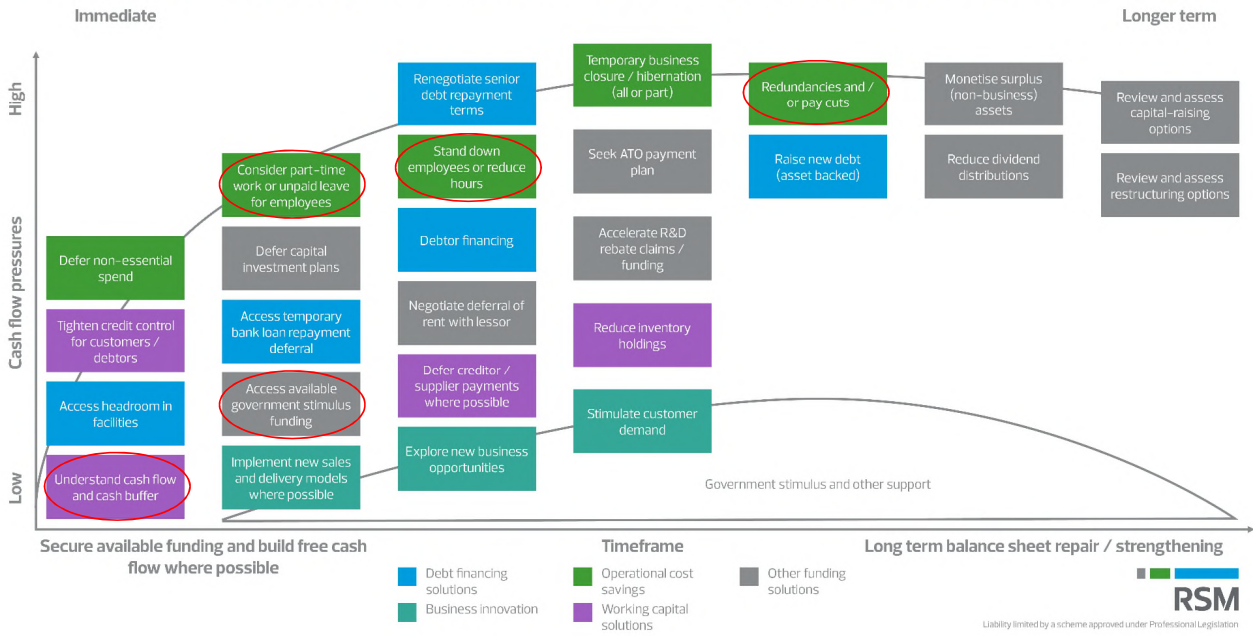 Immediate
Longer term
High
Cash flow pressures
Low
Defer non-essential
spend
Tighten credit control
for customers /
debtors
Access headroom in
facilities
Understand cash flow
and cash buffer
Consider part-time
work or unpaid leave
for employees
Defer capital
investment plans
Access temporary
bank loan repayment
deferral
Access available
government stimulus
funding
Implement new sales
and delivery models
where possible
Renegotiate senior
debt repayment
terms
Stand down
employees or reduce
hours
Debtor financing
Negotiate deferral of
rent with lessor
Defer creditor /
supplier payments
where possible
Explore new business
opportunities
Temporary business
closure / hibernation
(all or part)
Seek ATO payment
plan
Accelerate R&D
rebate claims /
funding
Reduce inventory
holdings
Stimulate customer
demand
Redundancies and /
or pay cuts
Raise new debt
(asset backed)
Monetise surplus
(non-business)
assets
Reduce dividend
distributions
Review and assess
capital-raising
options
Review and assess
restructuring options
Government stimulus and other support
Secure available funding and build free cash
flow where possible
Timeframe
Long term balance sheet repair / strengthening
Debt financing
solutions
Business innovation
Operational cost
savings
Working capital
solutions
Other funding
solutions
RSM
Liability limited by a scheme approved under Professional Legislation